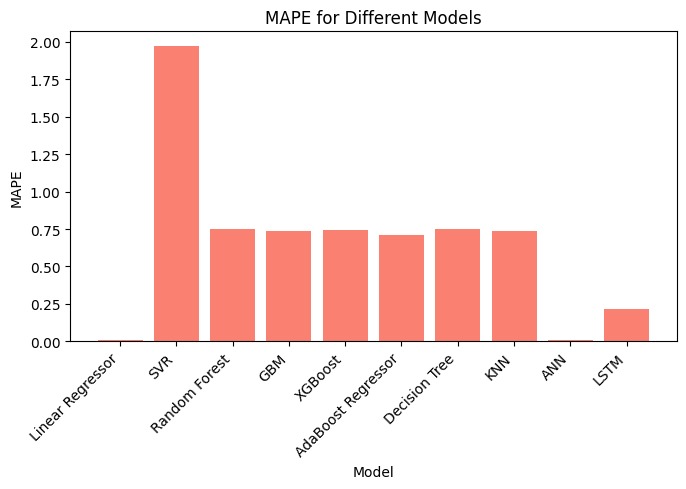 MAPE for Different Models
MAPE
2.00
1.75
1.50
1.25
1.00
0.75
0.50
0.25
0.00
Linear Regressor
SVR
Random Forest
GBM
XGBoost
AdaBoost Regressor
Decision Tree
KNN
ANN
LSTM
Model